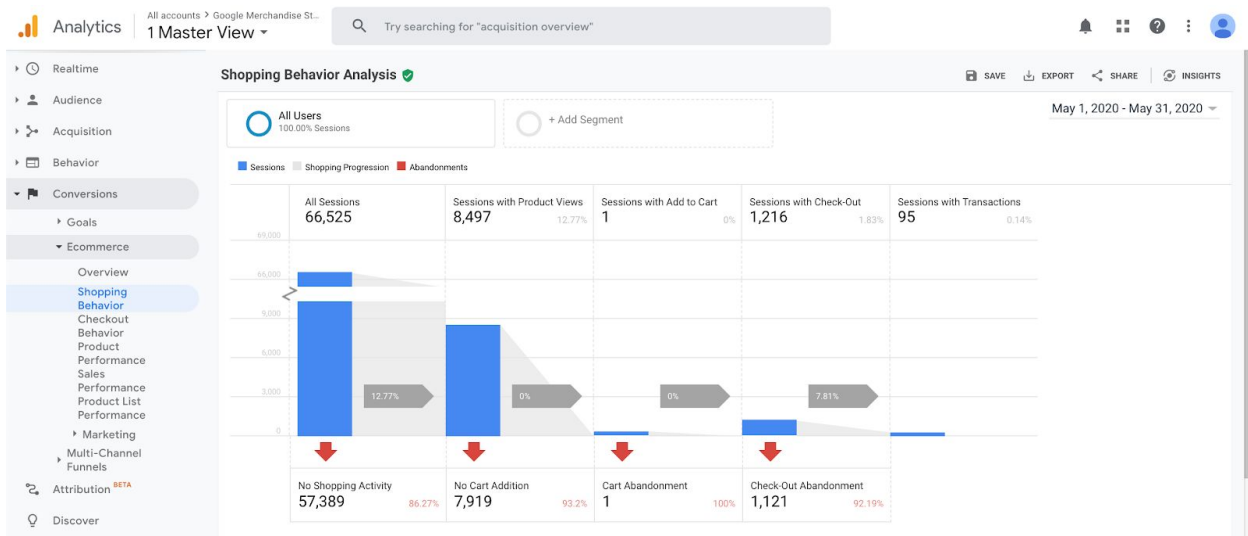 Analytics
All accounts > Google Merchandise St...
1 Master View
Try searching for "acquisition overview"
Realtime
Audience
Acquisition
Behavior
Conversions
Goals
Ecommerce
Overview
Shopping
Behavior
Checkout
Behavior
Product
Performance
Sales
Performance
Product List
Performance
Marketing
Multi-Channel
Funnels
Attribution BETA
Discover
Shopping Behavior Analysis
SAVE
EXPORT
SHARE
INSIGHTS
All Users
100.00% Sessions
+ Add Segment
May 1, 2020 - May 31, 2020
Sessions
Shopping Progression
Abandonments
All Sessions
66,525
Sessions with Product Views
8,497 12.77%
Sessions with Add to Cart
1 0%
Sessions with Check-Out
1,216 1.83%
Sessions with Transactions
95 0.14%
69,000
66,000
9,000
6,000
3,000
0
12.77%
0%
0%
7.81%
No Shopping Activity
57,389 86.27%
No Cart Addition
7,919 93.2%
Cart Abandonment
1 100%
Check-Out Abandonment
1,121 92.19%